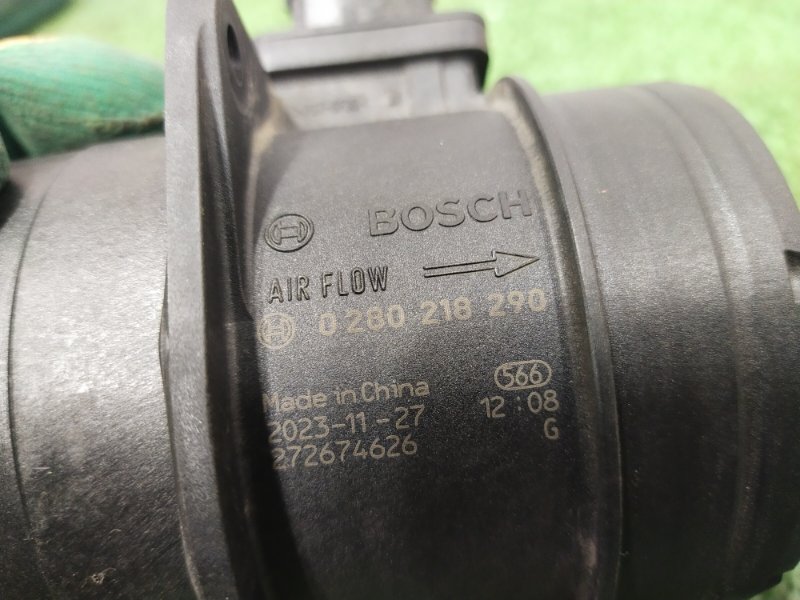 BOSCH
AIR FLOW
0 280 218 290
Made in China 566
2023-11-27 12:08
272674626 G